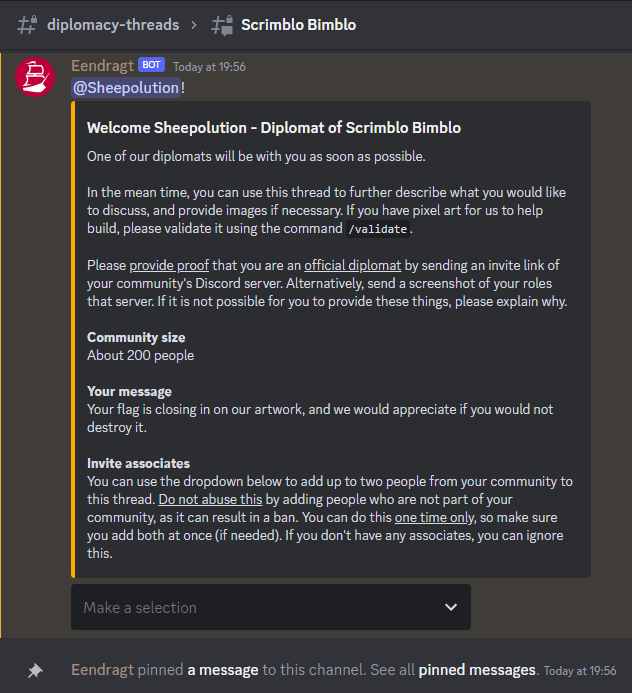 diplomacy-threads > Scrimblo Bimblo
Eendragt BOT Today at 19:56
@Sheepolution!
Welcome Sheepolution - Diplomat of Scrimblo Bimblo
One of our diplomats will be with you as soon as possible.
In the mean time, you can use this thread to further describe what you would like
to discuss, and provide images if necessary. If you have pixel art for us to help
build, please validate it using the command /validate.
Please provide proof that you are an official diplomat by sending an invite link of
your community's Discord server. Alternatively, send a screenshot of your roles
that server. If it is not possible for you to provide these things, please explain why.
Community size
About 200 people
Your message
Your flag is closing in on our artwork, and we would appreciate if you would not
destroy it.
Invite associates
You can use the dropdown below to add up to two people from your community to
this thread. Do not abuse this by adding people who are not part of your
community, as it can result in a ban. You can do this one time only, so make sure
you add both at once (if needed). If you don't have any associates, you can ignore
this.
Make a selection
Eendragt pinned a message to this channel. See all pinned messages. Today at 19:56